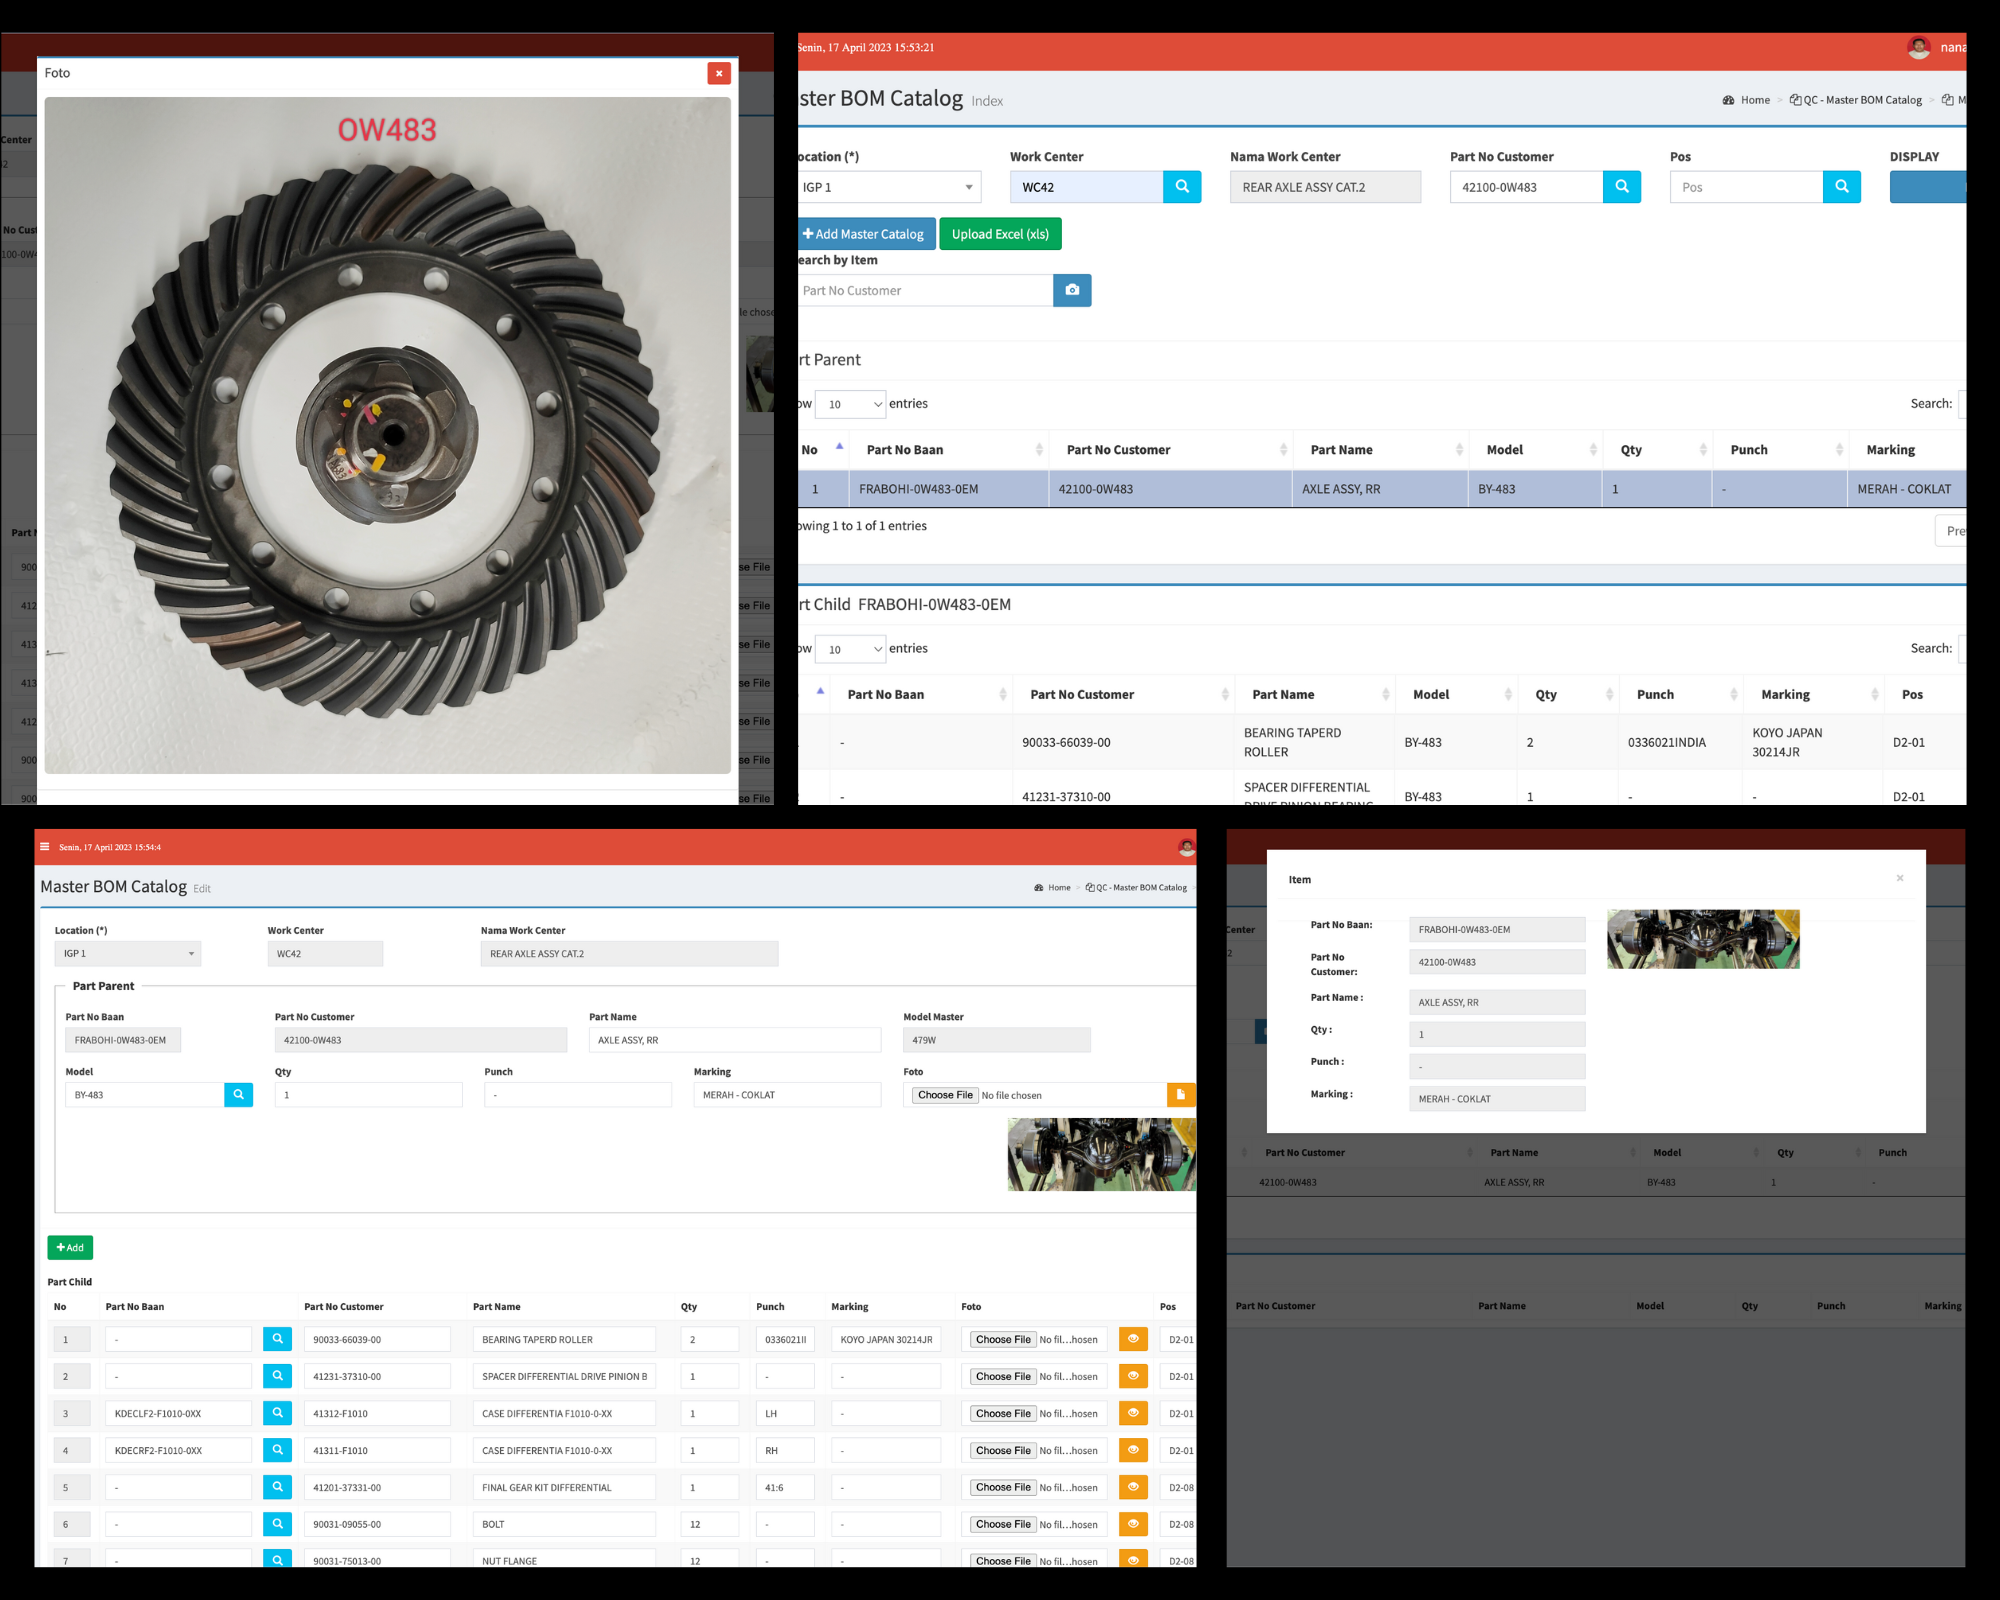 Foto
OW483
Center
No Cus
100-0W4
le chose
Part N
900
se File
412
se File
413
se File
413
se File
412
se File
900
se File
900
se File
Senin, 17 April 2023 15:53:21
nana
ster BOM Catalog Index
Home > QC - Master BOM Catalog > M
ocation (*)
Work Center
Nama Work Center
Part No Customer
Pos
DISPLAY
IGP 1
WC42
REAR AXLE ASSY CAT.2
42100-0W483
Pos
Add Master Catalog
Upload Excel (xls)
earch by Item
Part No Customer
rt Parent
ow 10 entries
Search:
No Part No Baan Part No Customer Part Name Model Qty Punch Marking
1 FRABOHI-0W483-0EM 42100-0W483 AXLE ASSY, RR BY-483 1 - MERAH - COKLAT
owing 1 to 1 of 1 entries
Pre
rt Child FRABOHI-0W483-0EM
ow 10 entries
Search:
Part No Baan Part No Customer Part Name Model Qty Punch Marking Pos
- 90033-66039-00 BEARING TAPERD ROLLER BY-483 2 0336021INDIA KOYO JAPAN 30214JR D2-01
- 41231-37310-00 SPACER DIFFERENTIAL DRIVE PINION BEARING BY-483 1 - - D2-01
Senin, 17 April 2023 15:54:4
Master BOM Catalog Edit
Home > QC - Master BOM Catalog
Location (*)
Work Center
Nama Work Center
IGP 1
WC42
REAR AXLE ASSY CAT.2
Part Parent
Part No Baan
Part No Customer
Part Name
Model Master
FRABOHI-0W483-0EM
42100-0W483
AXLE ASSY, RR
479W
Model
Qty
Punch
Marking
Foto
BY-483
1
-
MERAH - COKLAT
Choose File No file chosen
Add
Part Child
No Part No Baan Part No Customer Part Name Qty Punch Marking Foto Pos
1 - 90033-66039-00 BEARING TAPERD ROLLER 2 0336021II KOYO JAPAN 30214JR Choose File No fil...hosen D2-01
2 - 41231-37310-00 SPACER DIFFERENTIAL DRIVE PINION B 1 - - Choose File No fil...hosen D2-01
3 KDECLF2-F1010-0XX 41312-F1010 CASE DIFFERENTIA F1010-0-XX 1 LH - Choose File No fil...hosen D2-01
4 KDECRF2-F1010-0XX 41311-F1010 CASE DIFFERENTIA F1010-0-XX 1 RH - Choose File No fil...hosen D2-01
5 - 41201-37331-00 FINAL GEAR KIT DIFFERENTIAL 1 41:6 - Choose File No fil...hosen D2-08
6 - 90031-09055-00 BOLT 12 - - Choose File No fil...hosen D2-08
7 - 90031-75013-00 NUT FLANGE 12 - - Choose File No fil...hosen D2-08
Item
Part No Baan: FRABOHI-0W483-0EM
Part No Customer: 42100-0W483
Part Name : AXLE ASSY, RR
Qty : 1
Punch : -
Marking : MERAH - COKLAT
Center
2
Part No Customer Part Name Model Qty Punch
42100-0W483 AXLE ASSY, RR BY-483 1 -
Part No Customer Part Name Model Qty Punch Marking